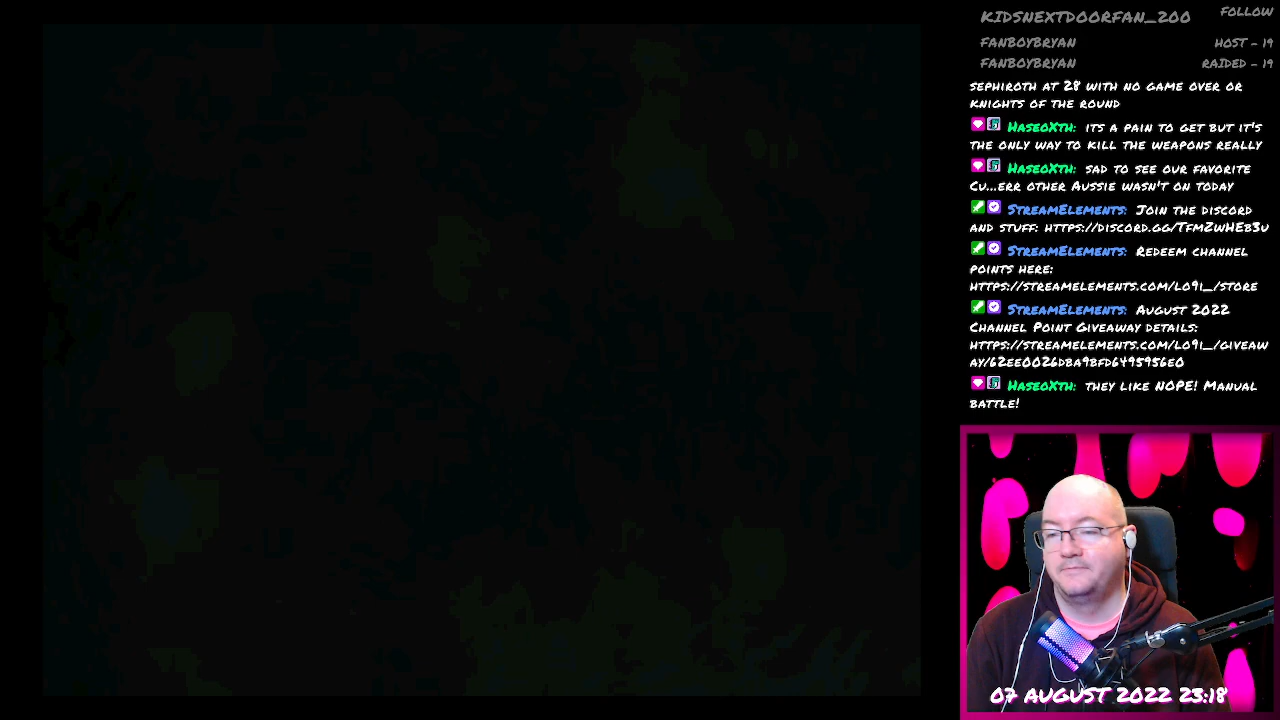 KIDSNEXTDOORFAN_200 FOLLOW
FANBOYBRYAN HOST - 19
FANBOYBRYAN RAIDED - 19
SEPHIROTH AT 28 WITH NO GAME OVER OR
KNIGHTS OF THE ROUND
HASEOXTH: ITS A PAIN TO GET BUT IT'S
THE ONLY WAY TO KILL THE WEAPONS REALLY
HASEOXTH: SAD TO SEE OUR FAVORITE
CU...ERR OTHER AUSSIE WASN'T ON TODAY
STREAMELEMENTS: JOIN THE DISCORD
AND STUFF: HTTPS://DISCORD.GG/TFMZWHEB3U
STREAMELEMENTS: REDEEM CHANNEL
POINTS HERE:
HTTPS://STREAMELEMENTS.COM/LO9I_/STORE
STREAMELEMENTS: AUGUST 2022
CHANNEL POINT GIVEAWAY DETAILS:
HTTPS://STREAMELEMENTS.COM/LO9I_/GIVEAW
AY/62EE0026DBA9BFD6495956E0
HASEOXTH: THEY LIKE NOPE! MANUAL
BATTLE!
07 AUGUST 2022 23:18